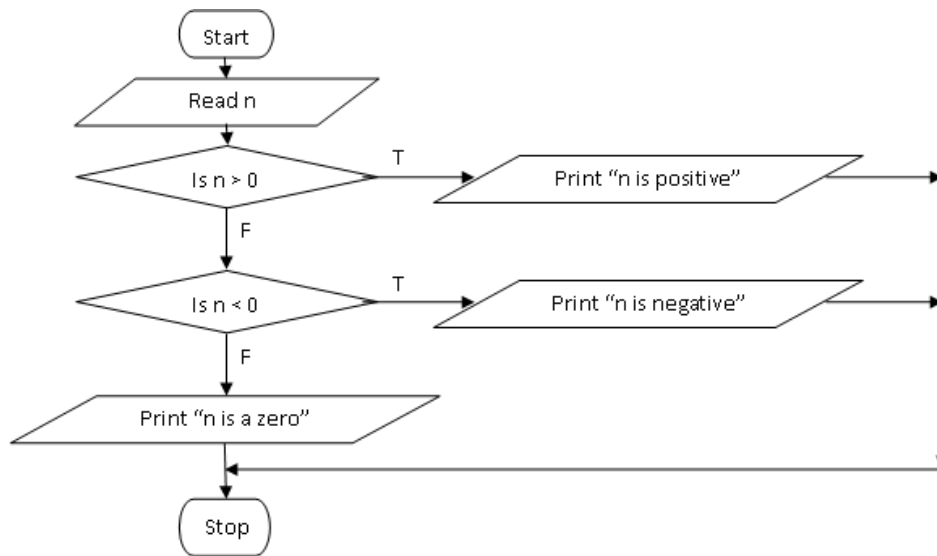 Start
Read n
Is n > 0
T
Print “n is positive”
F
Is n < 0
T
Print “n is negative”
F
Print “n is a zero”
Stop